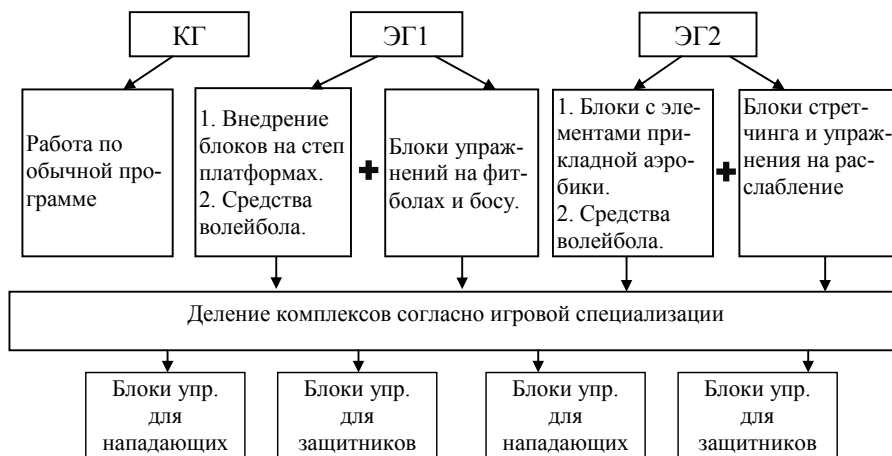 КГ
ЭГ1
ЭГ2
Работа по
обычной про-
грамме
1. Внедрение
блоков на степ
платформах.
2. Средства
волейбола.
Блоки упраж-
нений на фит-
болах и босу.
1. Блоки с эле-
ментами при-
кладной аэро-
бики.
2. Средства
волейбола.
Блоки стрет-
чинга и упраж-
нения на рас-
слабление
Деление комплексов согласно игровой специализации
Блоки упр.
для
нападающих
Блоки упр.
для
защитников
Блоки упр.
для
нападающих
Блоки упр.
для
защитников